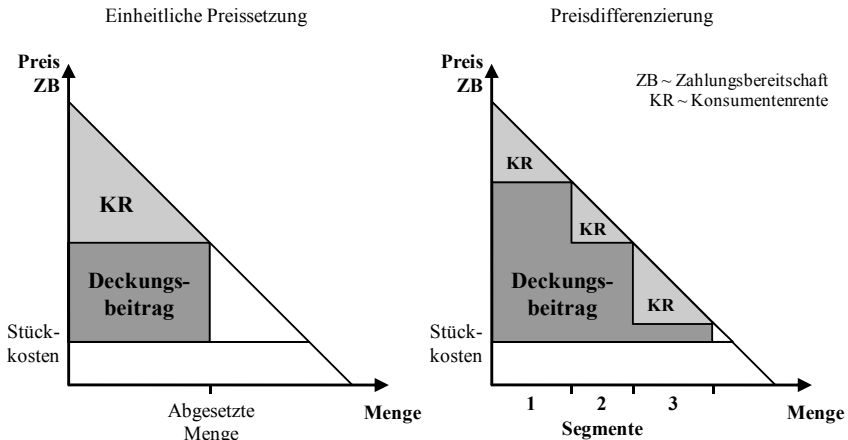 Einheitliche Preissetzung
Preis
ZB
KR
Deckungs-
beitrag
Stück-
kosten
Abgesetzte
Menge
Menge
Preisdifferenzierung
Preis
ZB
ZB ~ Zahlungsbereitschaft
KR ~ Konsumentenrente
KR
KR
KR
Deckungs-
beitrag
Stück-
kosten
1 2 3
Segmente
Menge